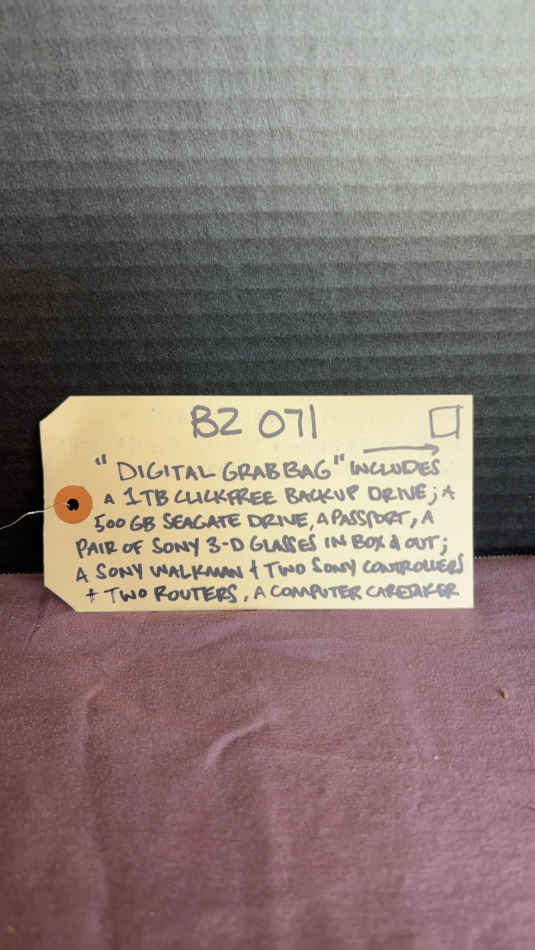 BZ 071
"DIGITAL GRAB BAG" INCLUDES
A 1TB CLICKFREE BACKUP DRIVE; A
500 GB SEAGATE DRIVE, A PASSPORT, A
PAIR OF SONY 3-D GLASSES IN BOX & OUT;
A SONY WALKMAN + TWO SONY CONTROLLERS
+ TWO ROUTERS, A COMPUTER CARETAKER